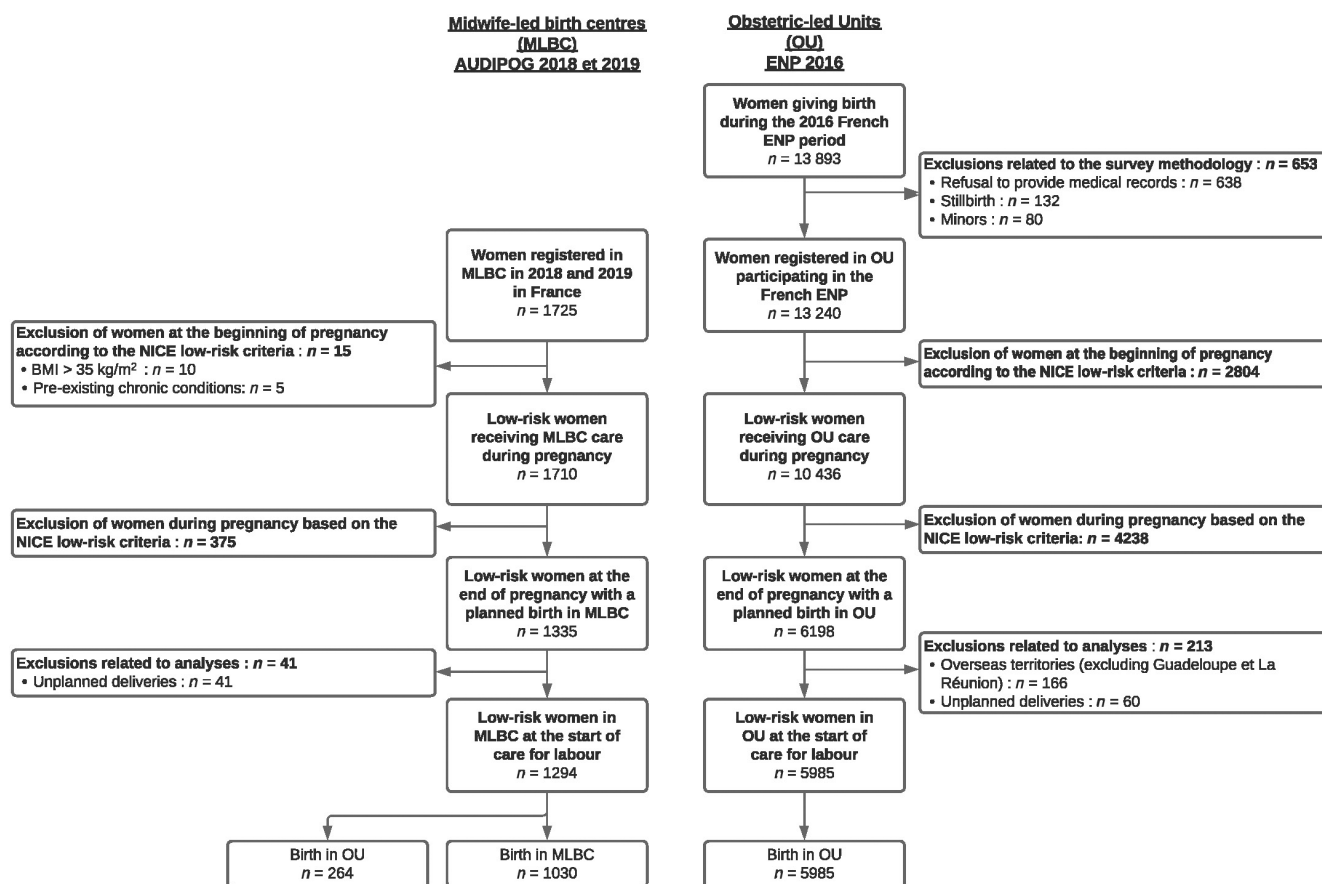 Midwife-led birth centres
(MLBC)
AUDIPOG 2018 et 2019
Obstetric-led Units
(OU)
ENP 2016
Women giving birth
during the 2016 French
ENP period
n = 13 893
Exclusions related to the survey methodology : n = 653
• Refusal to provide medical records : n = 638
• Stillbirth : n = 132
• Minors : n = 80
Women registered in
MLBC in 2018 and 2019
in France
n = 1725
Women registered in OU
participating in the
French ENP
n = 13 240
Exclusion of women at the beginning of pregnancy
according to the NICE low-risk criteria : n = 15
• BMI > 35 kg/m² : n = 10
• Pre-existing chronic conditions: n = 5
Exclusion of women at the beginning of pregnancy
according to the NICE low-risk criteria : n = 2804
Low-risk women
receiving MLBC care
during pregnancy
n = 1710
Low-risk women
receiving OU care
during pregnancy
n = 10 436
Exclusion of women during pregnancy based on the
NICE low-risk criteria : n = 375
Exclusion of women during pregnancy based on the
NICE low-risk criteria: n = 4238
Low-risk women at the
end of pregnancy with a
planned birth in MLBC
n = 1335
Low-risk women at the
end of pregnancy with a
planned birth in OU
n = 6198
Exclusions related to analyses : n = 41
• Unplanned deliveries : n = 41
Exclusions related to analyses : n = 213
• Overseas territories (excluding Guadeloupe et La
Réunion) : n = 166
• Unplanned deliveries : n = 60
Low-risk women in
MLBC at the start of
care for labour
n = 1294
Low-risk women in
OU at the start of
care for labour
n = 5985
Birth in OU
n = 264
Birth in MLBC
n = 1030
Birth in OU
n = 5985